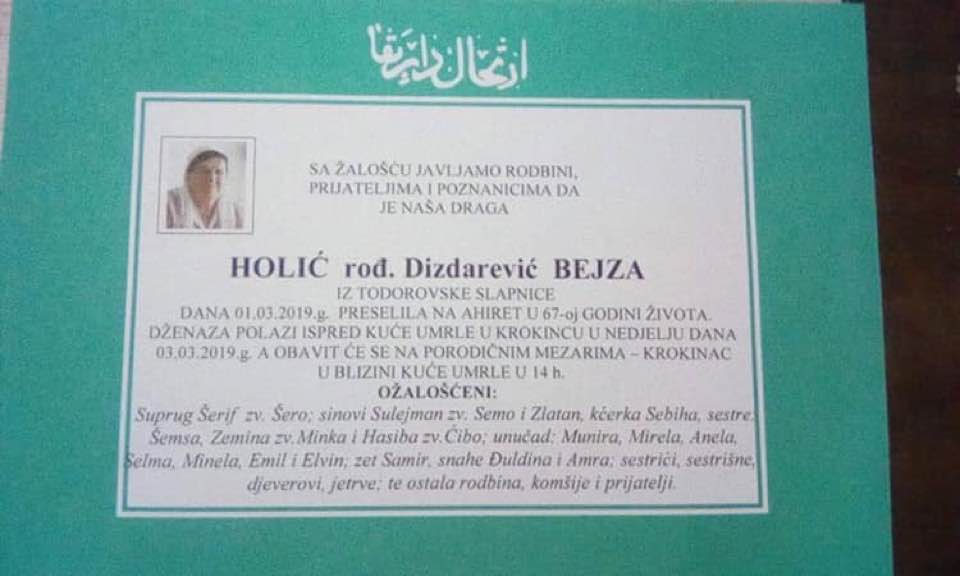 ارتحال دار بقا
SA ŽALOŠĆU JAVLJAMO RODBINI,
PRIJATELJIMA I POZNANICIMA DA
JE NAŠA DRAGA
HOLIĆ rođ. Dizdarević BEJZA
IZ TODOROVSKE SLAPNICE
DANA 01.03.2019.g. PRESELILA NA AHIRET U 67-oj GODINI ŽIVOTA.
DŽENAZA POLAZI ISPRED KUĆE UMRLE U KROKINCU U NEDJELJU DANA
03.03.2019.g. A OBAVIT ĆE SE NA PORODIČNIM MEZARIMA – KROKINAC
U BLIZINI KUĆE UMRLE U 14 h.
OŽALOŠĆENI:
Suprug Šerif zv. Šero; sinovi Sulejman zv. Semo i Zlatan, kćerka Sebiha, sestre:
Šemsa, Zemina zv.Minka i Hasiba zv.Ćibo; unučad: Munira, Mirela, Anela,
Selma, Minela, Emil i Elvin; zet Samir, snahe Đuldina i Amra; sestrići, sestrišne,
djeverovi, jetrve; te ostala rodbina, komšije i prijatelji.